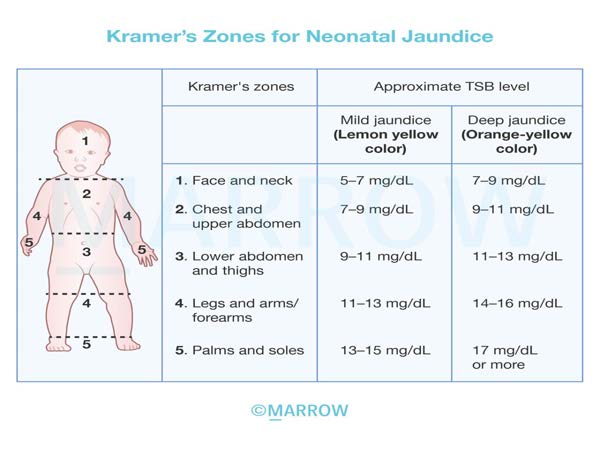 Kramer's Zones for Neonatal Jaundice
Kramer's zones
Approximate TSB level
Mild jaundice
(Lemon yellow
color)
Deep jaundice
(Orange-yellow
color)
1. Face and neck
5–7 mg/dL
7–9 mg/dL
2. Chest and
upper abdomen
7–9 mg/dL
9–11 mg/dL
3. Lower abdomen
and thighs
9–11 mg/dL
11–13 mg/dL
4. Legs and arms/
forearms
11–13 mg/dL
14–16 mg/dL
5. Palms and soles
13–15 mg/dL
17 mg/dL
or more
1
2
4
4
5
5
3
4
5
MARROW
©MARROW